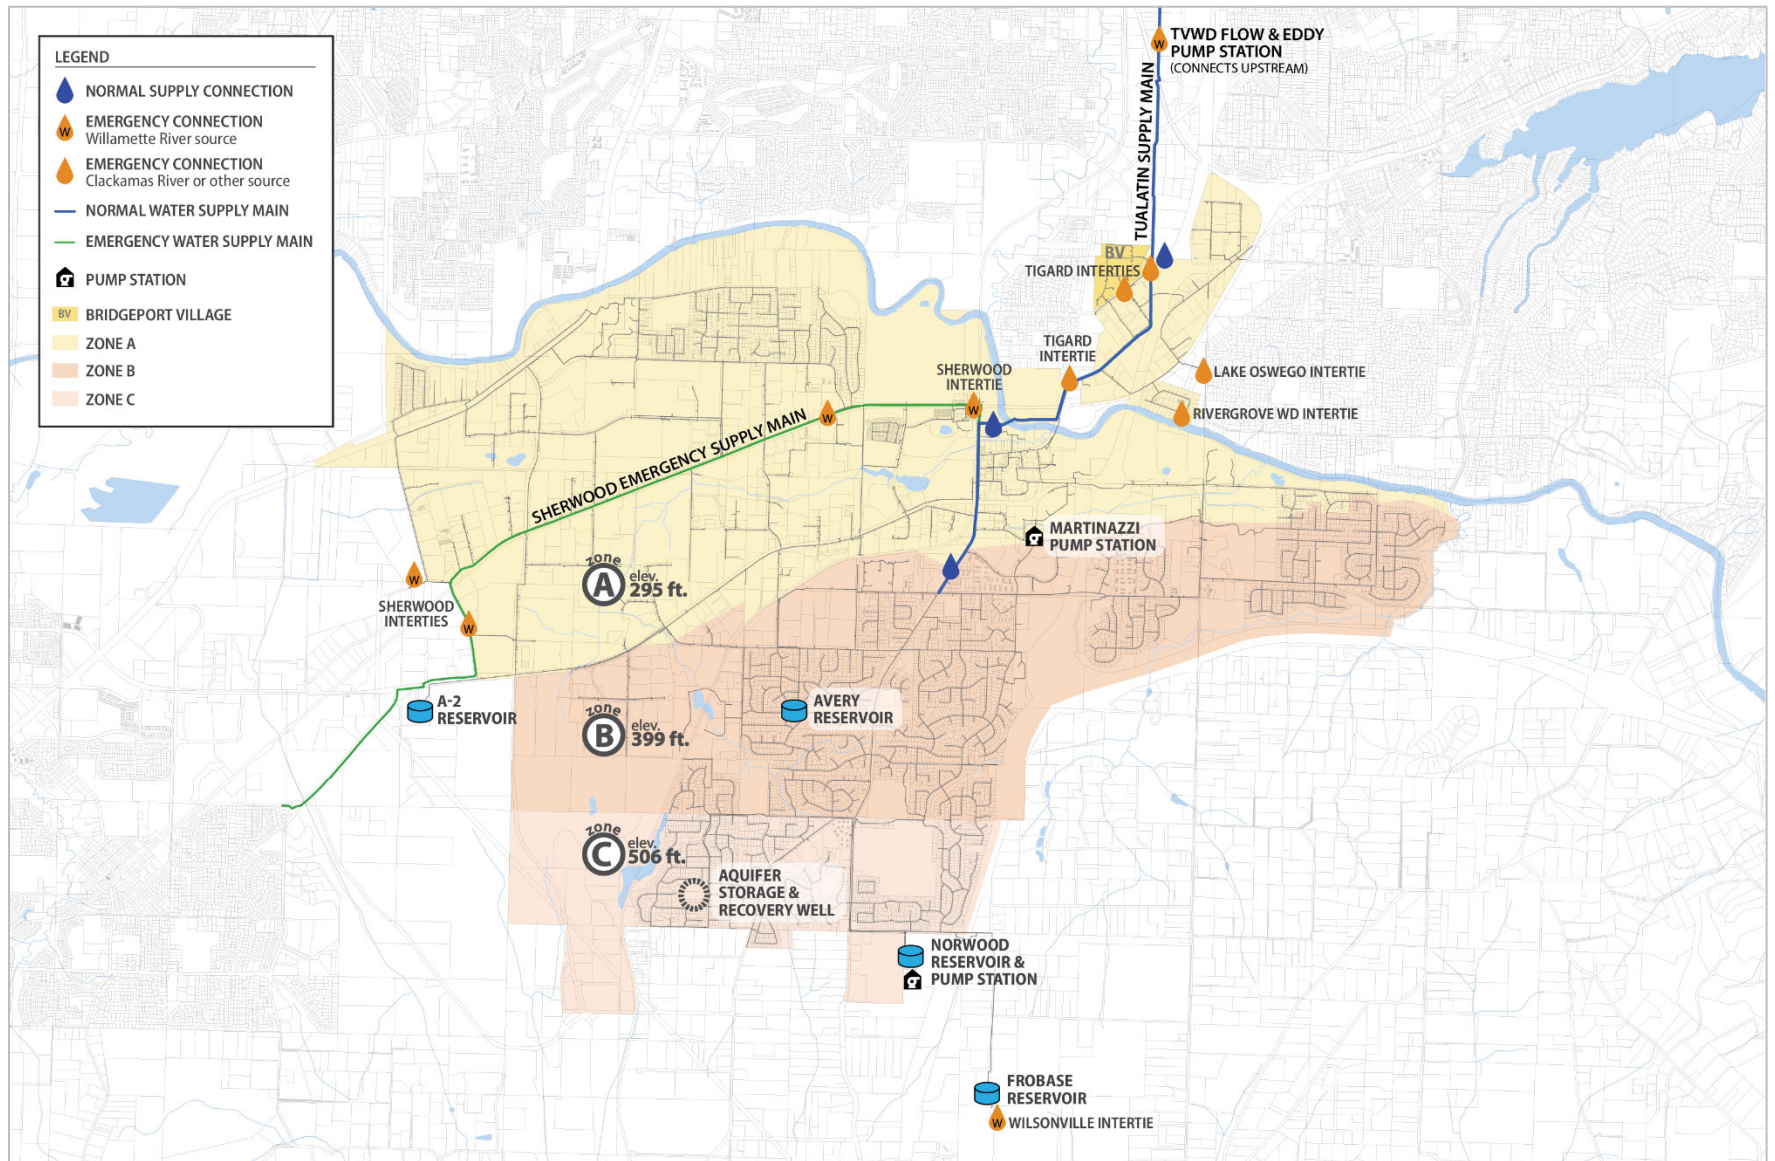 LEGEND
NORMAL SUPPLY CONNECTION
W
EMERGENCY CONNECTION
Willamette River source
EMERGENCY CONNECTION
Clackamas River or other source
NORMAL WATER SUPPLY MAIN
EMERGENCY WATER SUPPLY MAIN
PUMP STATION
BV
BRIDGEPORT VILLAGE
ZONE A
ZONE B
ZONE C
W
TVWD FLOW & EDDY
PUMP STATION
(CONNECTS UPSTREAM)
TUALATIN SUPPLY MAIN
BV
TIGARD INTERTIES
TIGARD
INTERTIE
LAKE OSWEGO INTERTIE
SHERWOOD
INTERTIE
W
W
RIVERGROVE WD INTERTIE
SHERWOOD EMERGENCY SUPPLY MAIN
MARTINAZZI
PUMP STATION
W
SHERWOOD
INTERTIES
W
zone
A
elev.
295 ft.
A-2
RESERVOIR
AVERY
RESERVOIR
zone
B
elev.
399 ft.
zone
C
elev.
506 ft.
AQUIFER
STORAGE &
RECOVERY WELL
NORWOOD
RESERVOIR &
PUMP STATION
FROBASE
RESERVOIR
W
WILSONVILLE INTERTIE